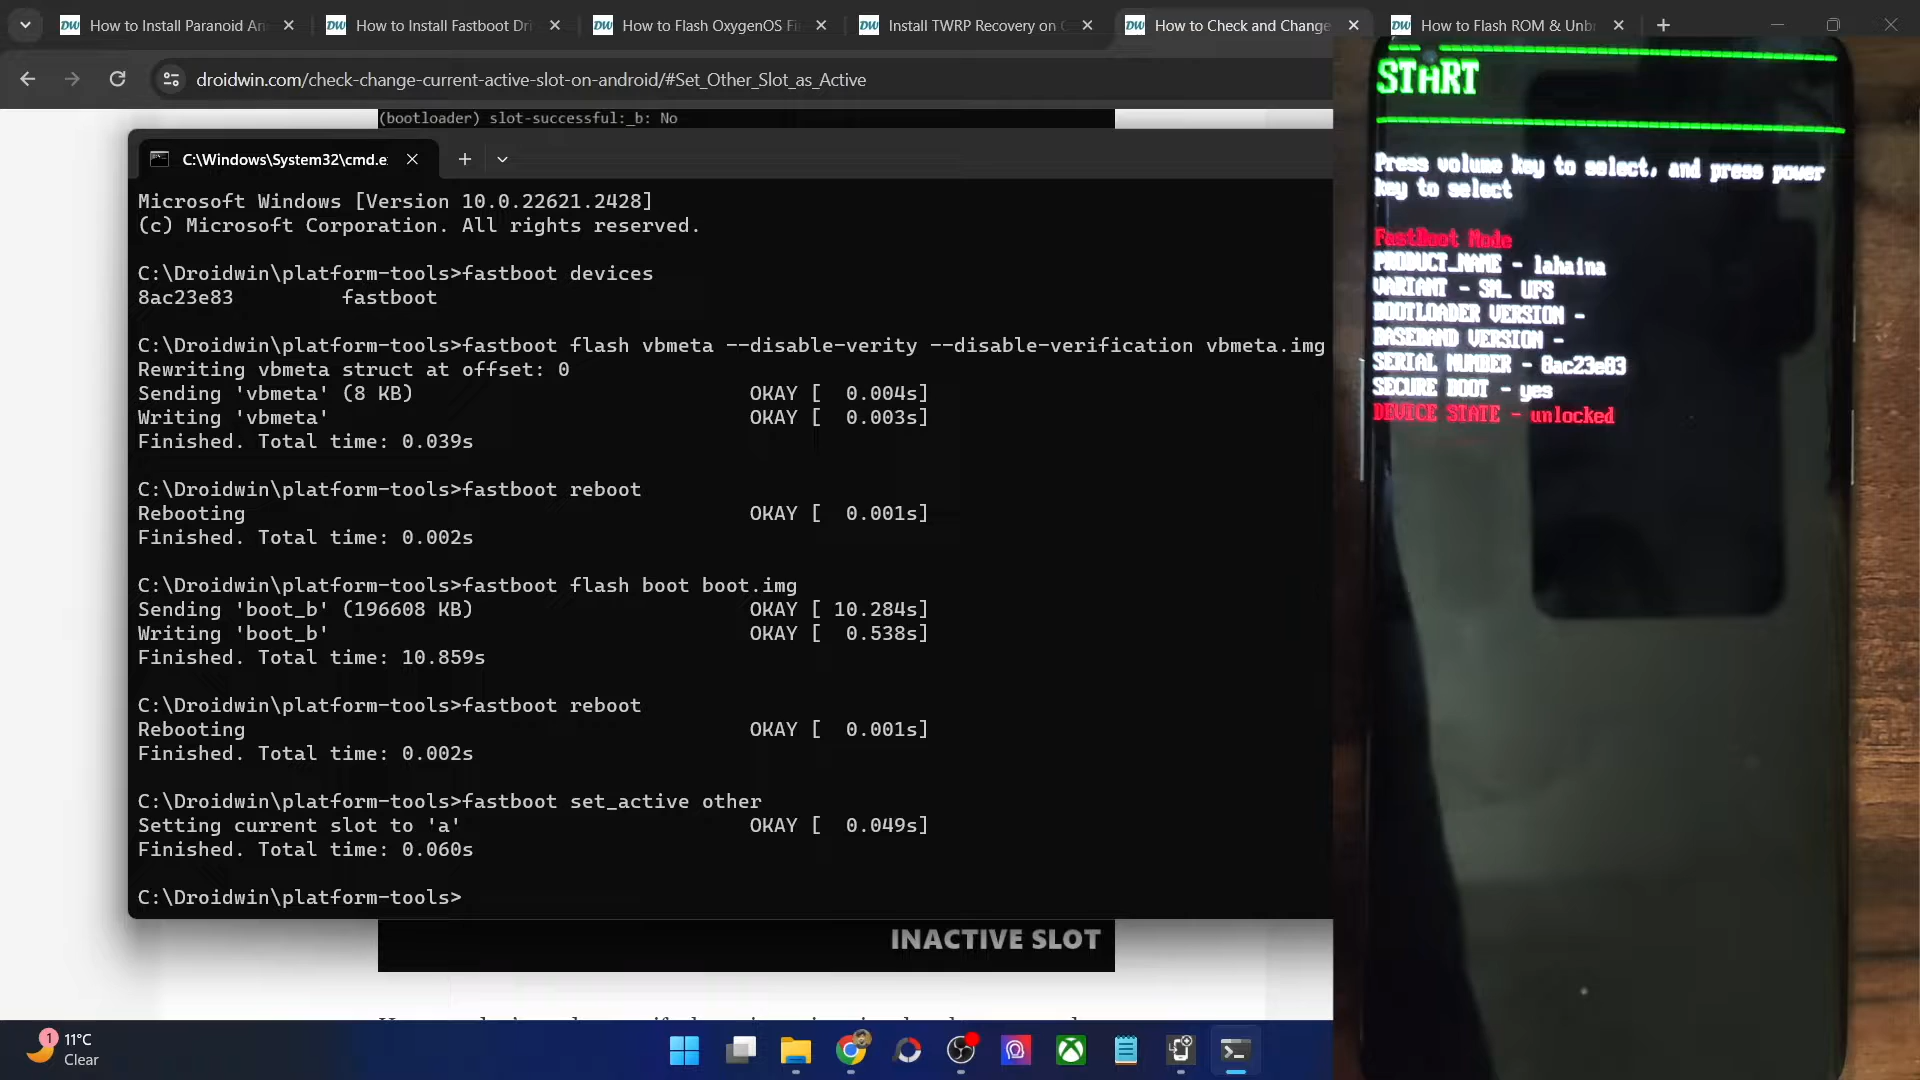 How to Install Paranoid An
How to Install Fastboot Dri
How to Flash OxygenOS Fi
Install TWRP Recovery on
How to Check and Change
How to Flash ROM & Unb
droidwin.com/check-change-current-active-slot-on-android/#Set_Other_Slot_as_Active
(bootloader) slot-successful:_b: No
C:\Windows\System32\cmd.e
Microsoft Windows [Version 10.0.22621.2428]
(c) Microsoft Corporation. All rights reserved.
C:\Droidwin\platform-tools>fastboot devices
8ac23e83 fastboot
C:\Droidwin\platform-tools>fastboot flash vbmeta --disable-verity --disable-verification vbmeta.img
Rewriting vbmeta struct at offset: 0
Sending 'vbmeta' (8 KB) OKAY [ 0.004s]
Writing 'vbmeta' OKAY [ 0.003s]
Finished. Total time: 0.039s
C:\Droidwin\platform-tools>fastboot reboot
Rebooting OKAY [ 0.001s]
Finished. Total time: 0.002s
C:\Droidwin\platform-tools>fastboot flash boot boot.img
Sending 'boot_b' (196608 KB) OKAY [ 10.284s]
Writing 'boot_b' OKAY [ 0.538s]
Finished. Total time: 10.859s
C:\Droidwin\platform-tools>fastboot reboot
Rebooting OKAY [ 0.001s]
Finished. Total time: 0.002s
C:\Droidwin\platform-tools>fastboot set_active other
Setting current slot to 'a' OKAY [ 0.049s]
Finished. Total time: 0.060s
C:\Droidwin\platform-tools>
INACTIVE SLOT
START
Press volume key to select, and press power
key to select
FastBoot Mode
PRODUCT_NAME - lahaina
VARIANT - SM_ UFS
BOOTLOADER VERSION -
BASEBAND VERSION -
SERIAL NUMBER - 8ac23e83
SECURE BOOT - yes
DEVICE STATE - unlocked
1
11°C
Clear